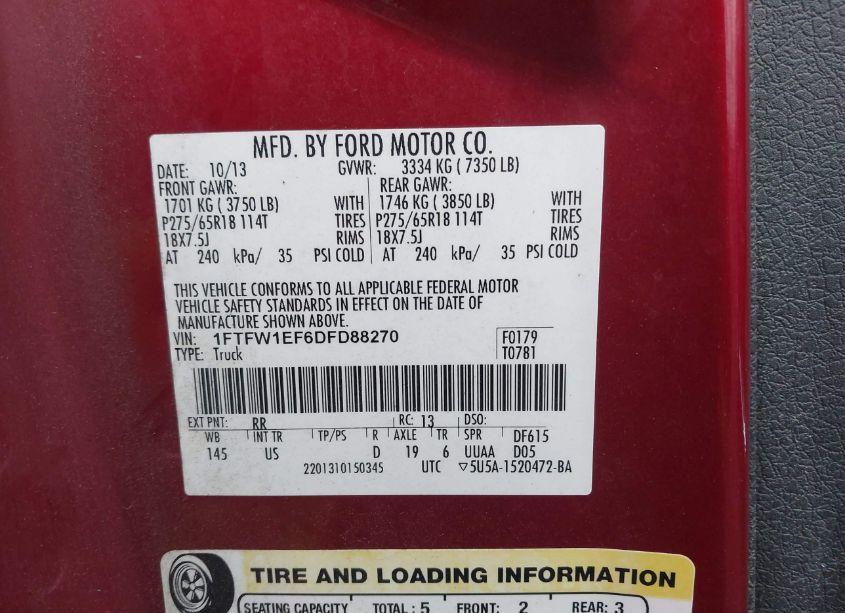 MFD. BY FORD MOTOR CO.
DATE: 10/13 GVWR: 3334 KG ( 7350 LB)
FRONT GAWR: REAR GAWR:
1701 KG ( 3750 LB) WITH 1746 KG ( 3850 LB) WITH
P275/65R18 114T TIRES P275/65R18 114T TIRES
18X7.5J RIMS 18X7.5J RIMS
AT 240 kPa/ 35 PSI COLD AT 240 kPa/ 35 PSI COLD
THIS VEHICLE CONFORMS TO ALL APPLICABLE FEDERAL MOTOR
VEHICLE SAFETY STANDARDS IN EFFECT ON THE DATE OF
MANUFACTURE SHOWN ABOVE.
VIN: 1FTFW1EF6DFD88270 F0179
TYPE: Truck T0781
EXT PNT: RR RC: 13 DSO:
WB INT TR TP/PS R AXLE TR SPR DF615
145 US D 19 6 UUAA D05
2201310150345 UTC ▽5U5A-1520472-BA
TIRE AND LOADING INFORMATION
SEATING CAPACITY TOTAL : 5 FRONT: 2 REAR: 3